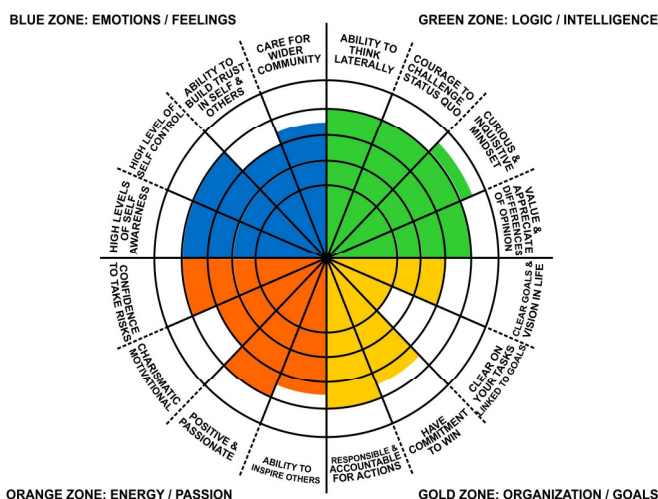 BLUE ZONE: EMOTIONS / FEELINGS
GREEN ZONE: LOGIC / INTELLIGENCE
CARE FOR
WIDER
COMMUNITY
ABILITY TO
THINK
LATERALLY
ABILITY TO
BUILD TRUST
IN SELF &
OTHERS
COURAGE TO
CHALLENGE
STATUS QUO
HIGH LEVEL OF
SELF CONTROL
CURIOUS &
INQUISITIVE
MINDSET
HIGH LEVELS
OF SELF
AWARENESS
VALUE &
APPRECIATE
DIFFERENCES
OF OPINION
CONFIDENCE
TO TAKE RISKS
CLEAR GOALS &
VISION IN LIFE
CHARISMATIC
MOTIVATIONAL
CLEAR ON
YOUR TASKS
LINKED TO GOALS
POSITIVE &
PASSIONATE
HAVE
COMMITMENT
TO WIN
ABILITY TO
INSPIRE OTHERS
RESPONSIBLE &
ACCOUNTABLE
FOR ACTIONS
ORANGE ZONE: ENERGY / PASSION
GOLD ZONE: ORGANIZATION / GOALS